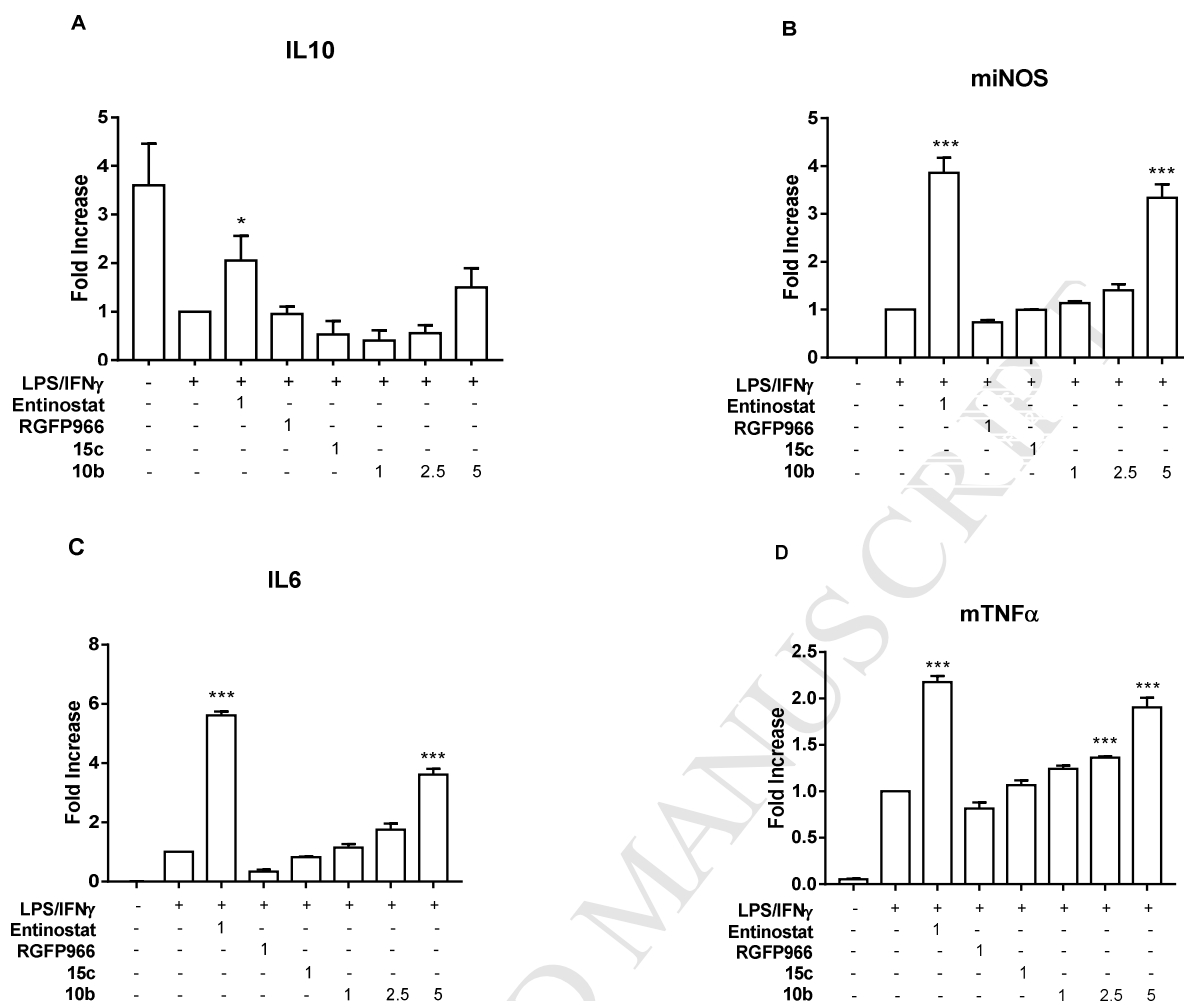 A
IL10
Fold Increase
5
4
3
2
1
0
LPS/IFNγ - + + + + + + +
Entinostat - - 1 - - - - -
RGFP966 - - - 1 - - - -
15c - - - - 1 - - -
10b - - - - - 1 2.5 5
*
B
miNOS
Fold Increase
5
4
3
2
1
0
*** ***
LPS/IFNγ - + + + + + + +
Entinostat - - 1 - - - - -
RGFP966 - - - 1 - - - -
15c - - - - 1 - - -
10b - - - - - 1 2.5 5
C
IL6
Fold Increase
8
6
4
2
0
*** ***
LPS/IFNγ - + + + + + + +
Entinostat - - 1 - - - - -
RGFP966 - - - 1 - - - -
15c - - - - 1 - - -
10b - - - - - 1 2.5 5
D
mTNFα
Fold Increase
2.5
2.0
1.5
1.0
0.5
0.0
*** *** ***
LPS/IFNγ - + + + + + + +
Entinostat - - 1 - - - - -
RGFP966 - - - 1 - - - -
15c - - - - 1 - - -
10b - - - - - 1 2.5 5
D MANUSCRIPT